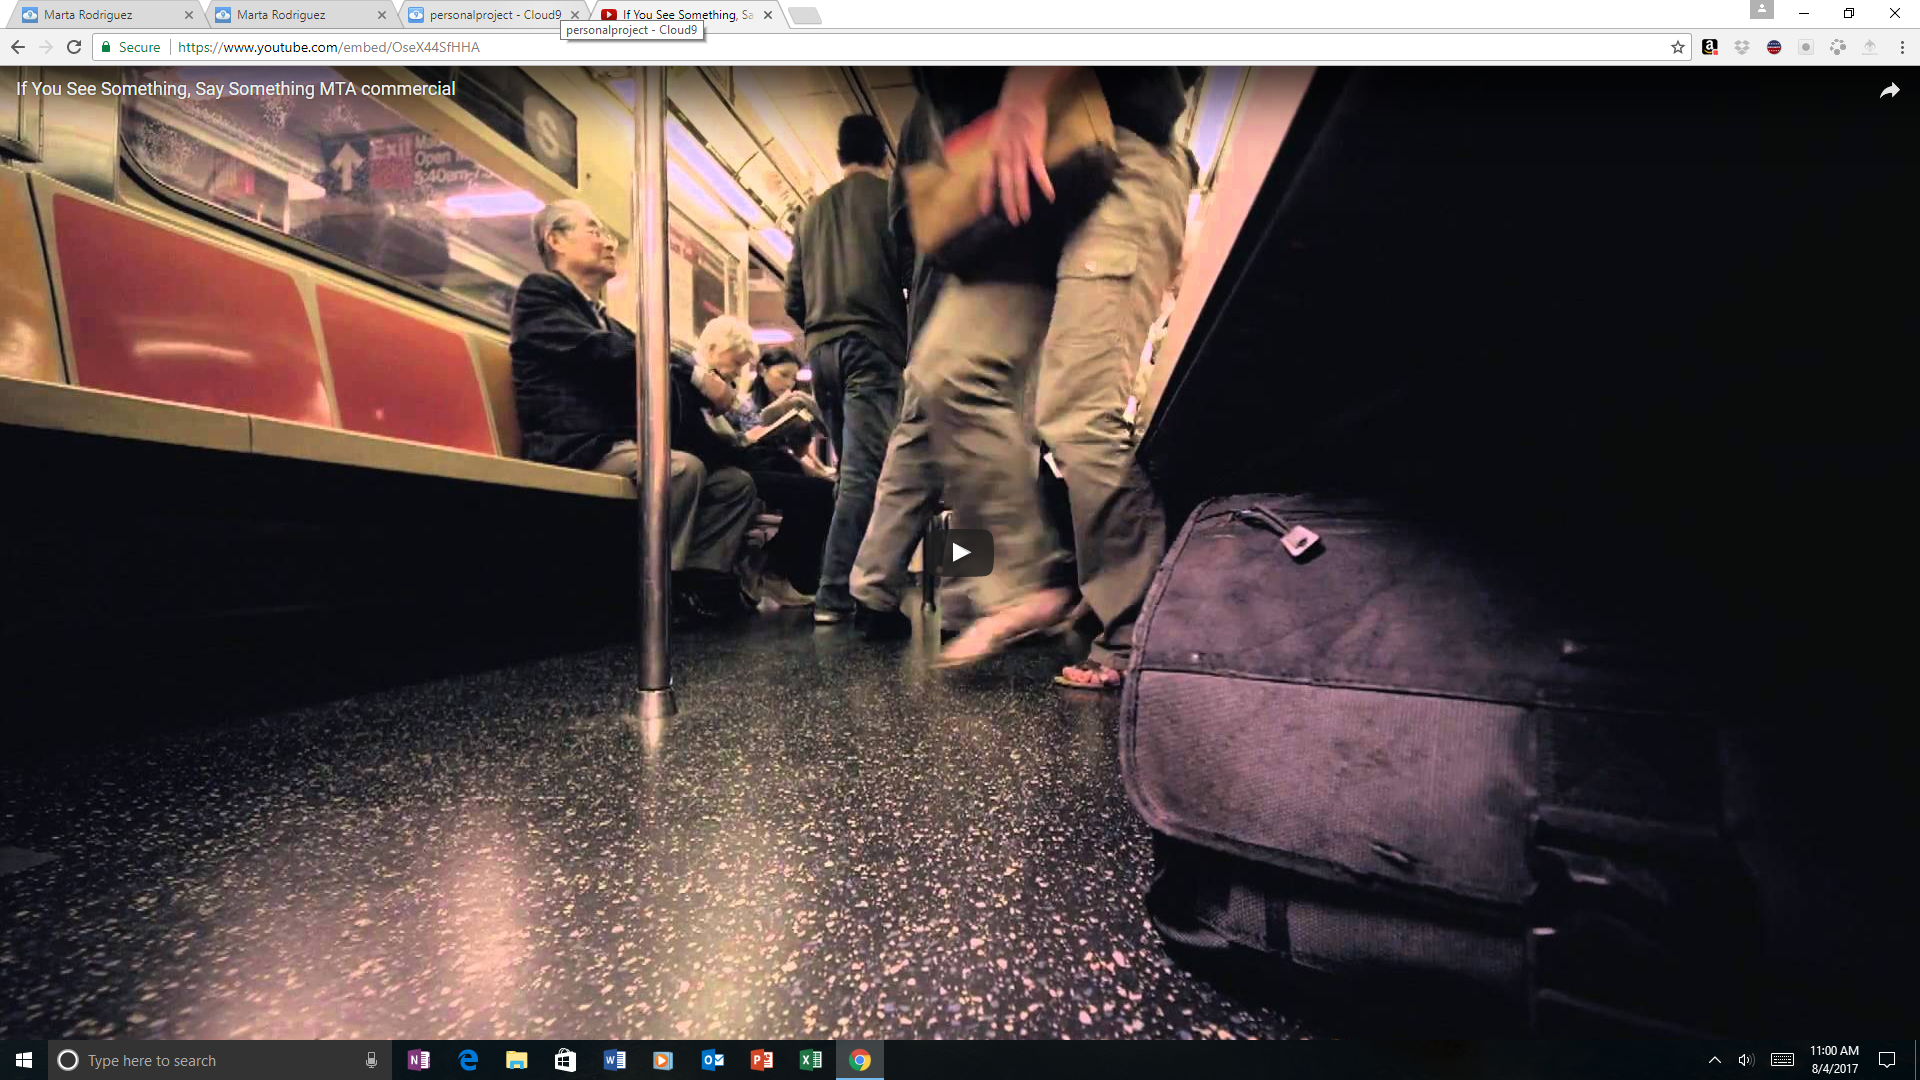 Marta Rodriguez
Marta Rodriguez
personalproject - Cloud9
If You See Something, Sa
personalproject - Cloud9
Secure
https://www.youtube.com/embed/OseX44SfHHA
If You See Something, Say Something MTA commercial
S
Exit
Open
5:40am-
Type here to search
11:00 AM
8/4/2017